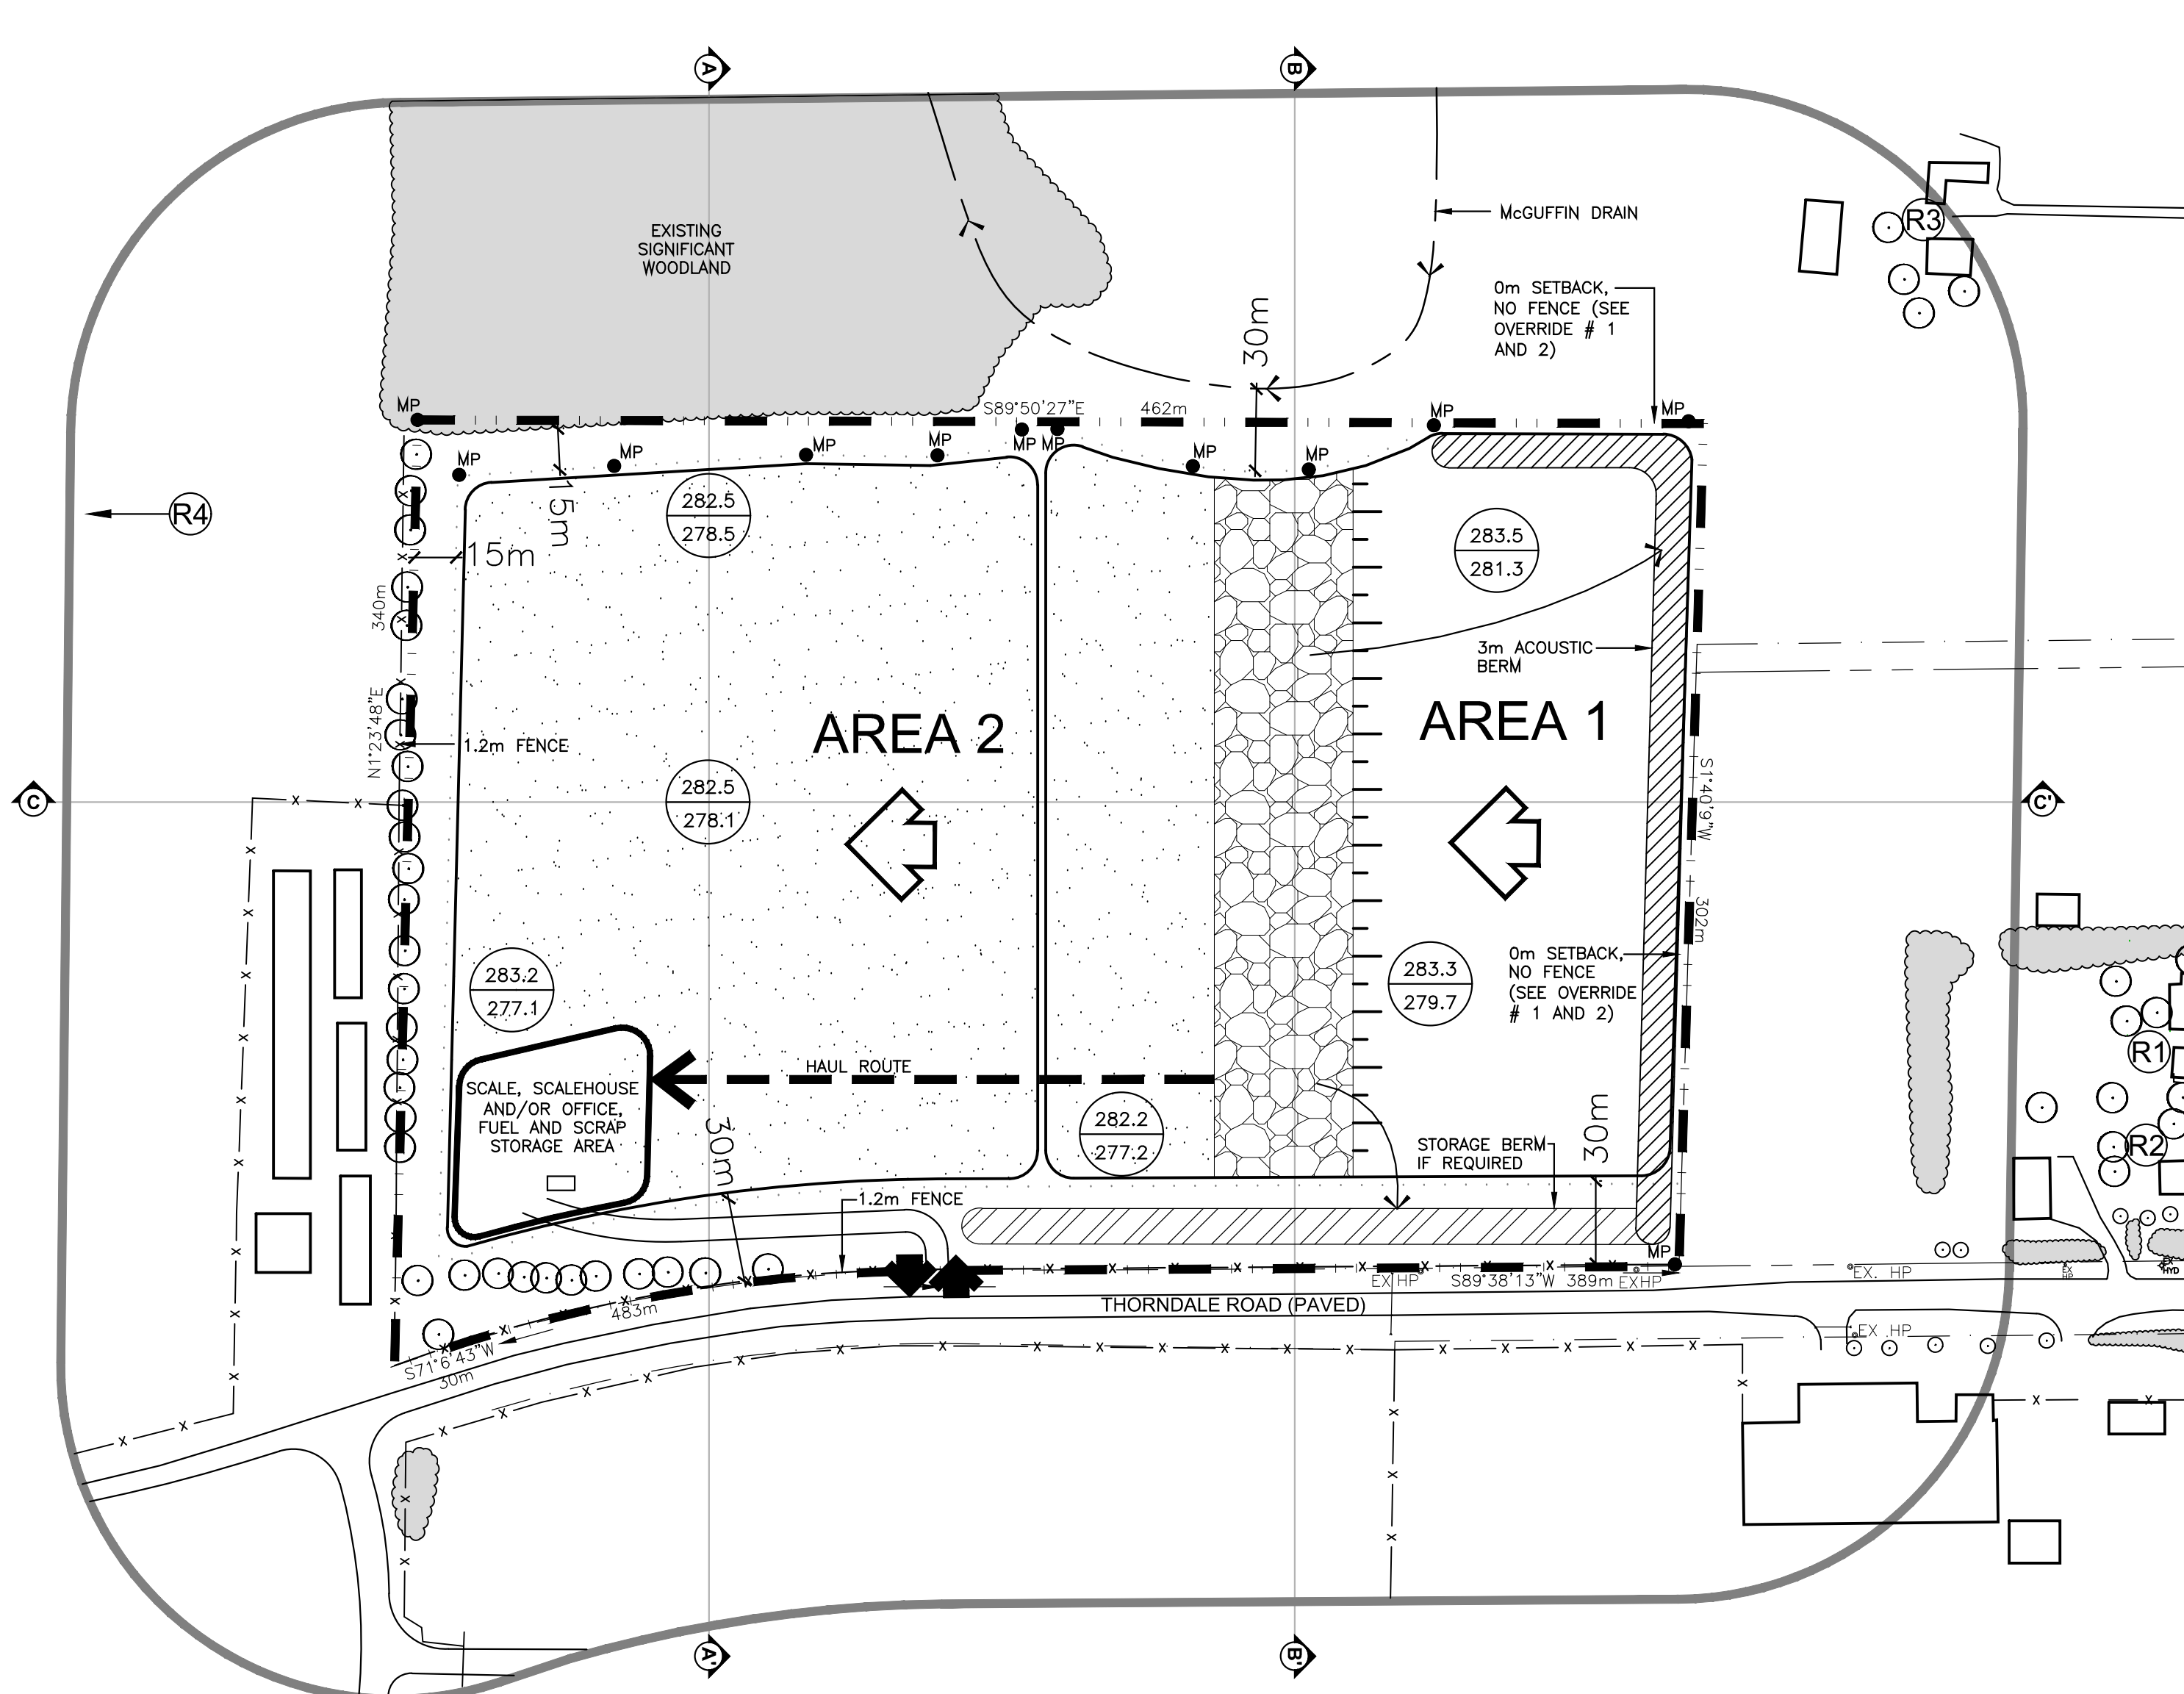 A
B
EXISTING
SIGNIFICANT
WOODLAND
McGUFFIN DRAIN
R3
0m SETBACK,
NO FENCE (SEE
OVERRIDE # 1
AND 2)
30m
MP
S89°50'27"E
462m
MP
MP
MP
MP
MP
MP
MP
MP
R4
15m
15m
282.5
278.5
283.5
281.3
340m
N1°23'48"E
3m ACOUSTIC
BERM
AREA 2
AREA 1
1.2m FENCE
282.5
278.1
S1°40'9"W
302m
C
C'
283.2
277.1
283.3
279.7
0m SETBACK,
NO FENCE
(SEE OVERRIDE
# 1 AND 2)
R1
HAUL ROUTE
SCALE, SCALEHOUSE
AND/OR OFFICE,
FUEL AND SCRAP
STORAGE AREA
30m
282.2
277.2
STORAGE BERM
IF REQUIRED
30m
R2
1.2m FENCE
MP
EX HP
S89°38'13"W 389m
EXHP
EX. HP
EX
HP
EX
HYD
483m
THORNDALE ROAD (PAVED)
EX .HP
S71°6'43"W
30m
A'
B'